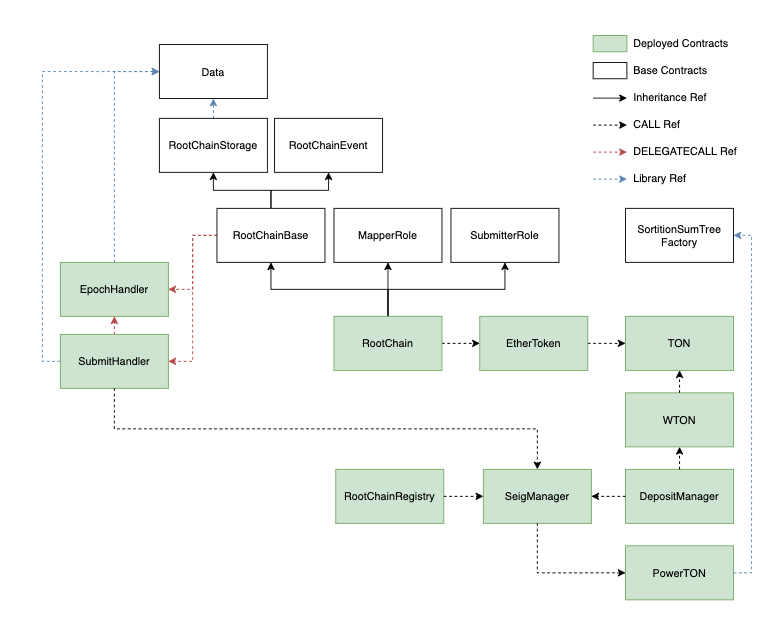 Deployed Contracts
Data
Base Contracts
Inheritance Ref
CALL Ref
RootChainStorage
RootChainEvent
DELEGATECALL Ref
Library Ref
RootChainBase
MapperRole
SubmitterRole
SortitionSumTree
Factory
EpochHandler
SubmitHandler
RootChain
EtherToken
TON
WTON
RootChainRegistry
SeigManager
DepositManager
PowerTON